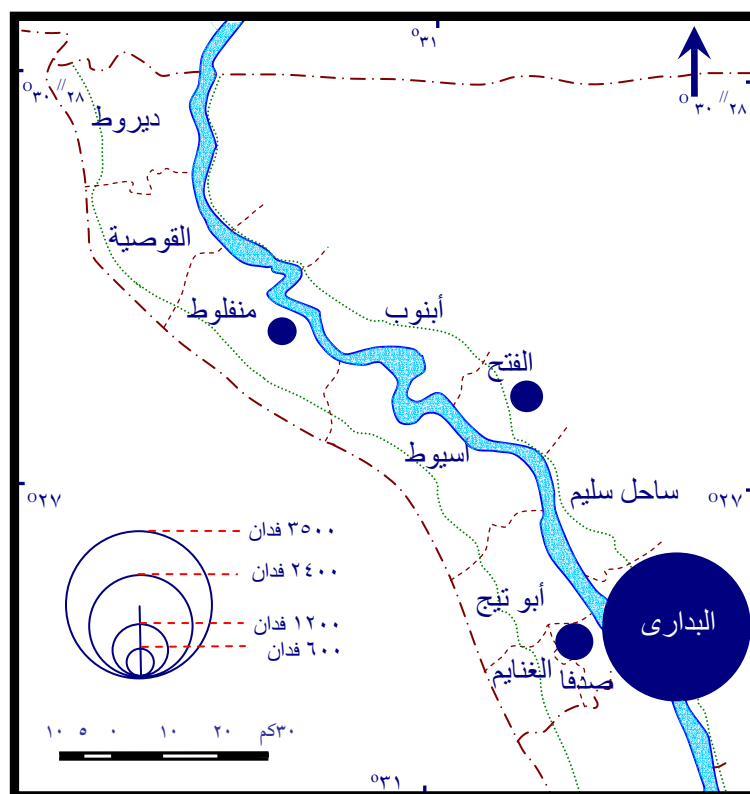 ٣١°
٣٠ // ٢٨°
٣٠ // ٢٨°
ديروط
القوصية
منفلوط
أبنوب
الفتح
اسيوط
ساحل سليم
٢٧°
٢٧°
٣٥٠٠ فدان
٢٤٠٠ فدان
١٢٠٠ فدان
٦٠٠ فدان
أبو تيج
البدارى
صدفا
الغنايم
١٠ ٥ ٠ ١٠ ٢٠ ٣٠كم
٣١°